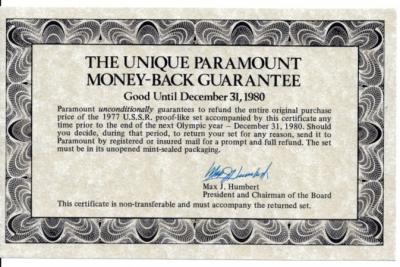 THE UNIQUE PARAMOUNT
MONEY-BACK GUARANTEE
Good Until December 31, 1980
Paramount unconditionally guarantees to refund the entire original purchase
price of the 1977 U.S.S.R. proof-like set accompanied by this certificate any
time prior to the end of the next Olympic year – December 31, 1980. Should
you decide, during that period, to return your set for any reason, send it to
Paramount by registered or insured mail for a prompt and full refund. The set
must be in its unopened mint-sealed packaging.
Max J. Humbert
Max J. Humbert
President and Chairman of the Board
This certificate is non-transferable and must accompany the returned set.